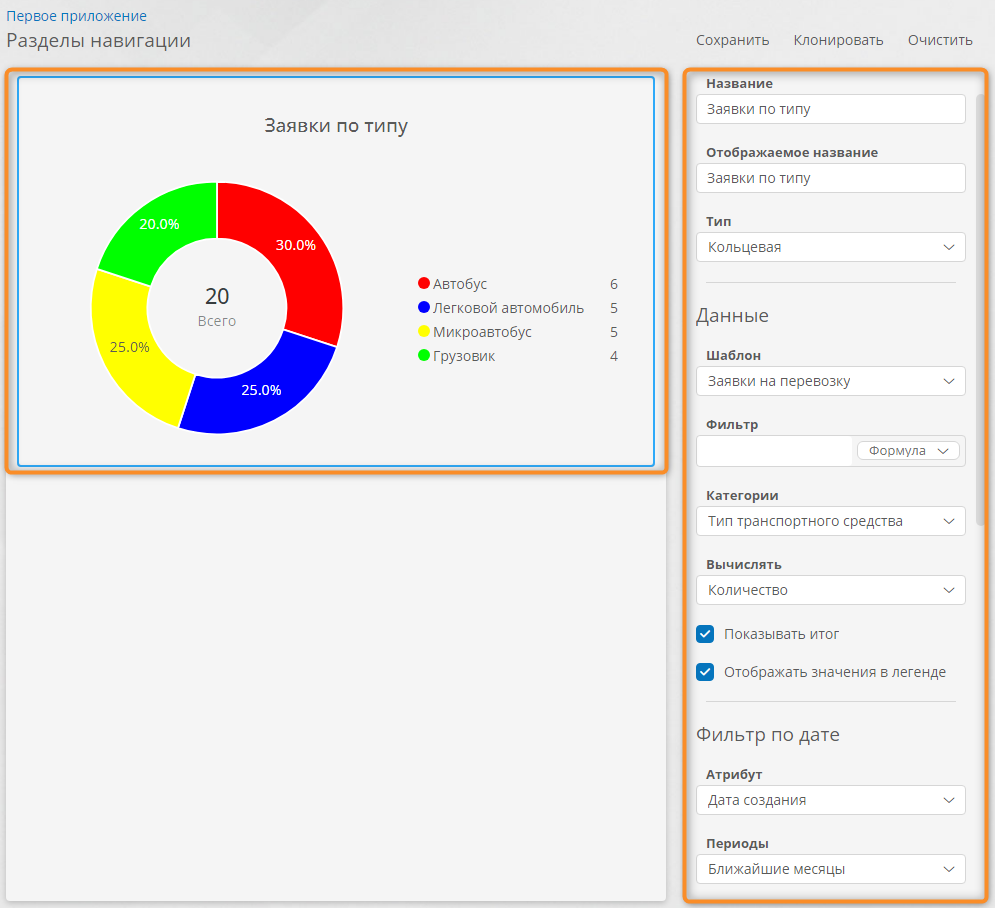 Первое приложение
Разделы навигации
Сохранить Клонировать Очистить
Заявки по типу
20.0%
30.0%
25.0%
25.0%
20
Всего
Автобус 6
Легковой автомобиль 5
Микроавтобус 5
Грузовик 4
Название
Заявки по типу
Отображаемое название
Заявки по типу
Тип
Кольцевая
Данные
Шаблон
Заявки на перевозку
Фильтр
Формула
Категории
Тип транспортного средства
Вычислять
Количество
Показывать итог
Отображать значения в легенде
Фильтр по дате
Атрибут
Дата создания
Периоды
Ближайшие месяцы